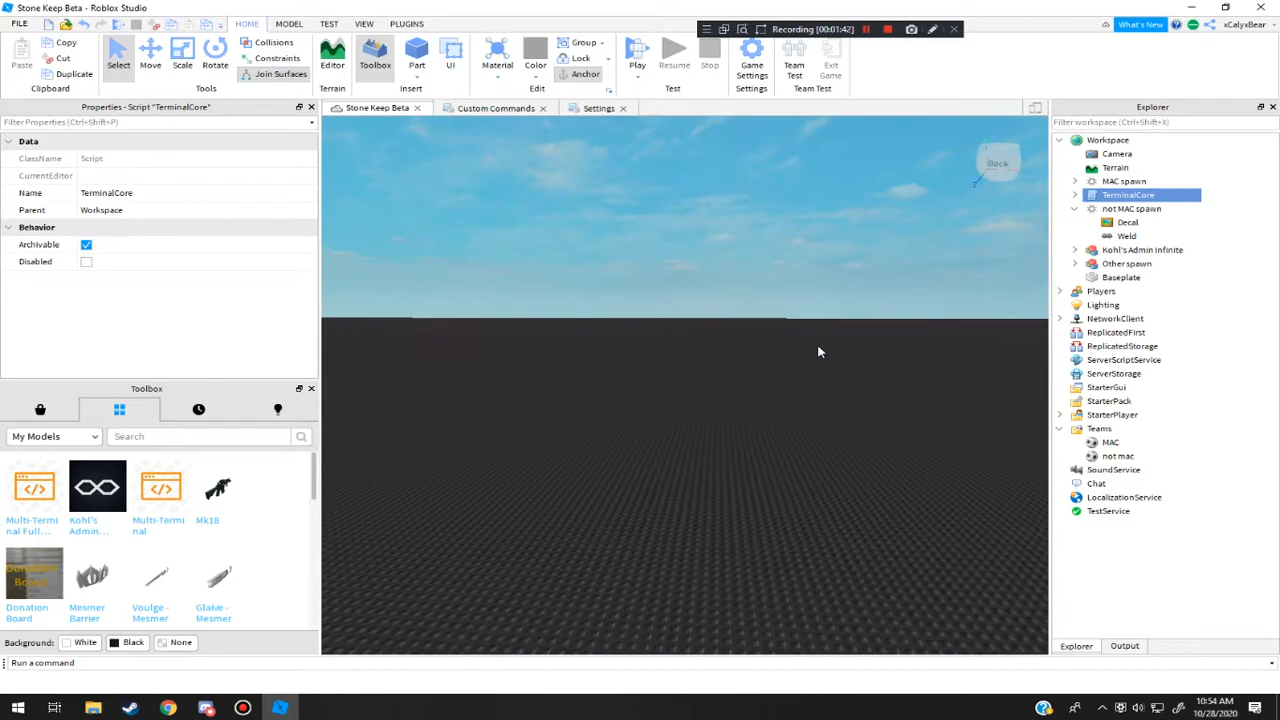 Stone Keep Beta - Roblox Studio
FILE
HOME
MODEL
TEST
VIEW
PLUGINS
Recording [00:01:42]
What's New
xCalyxBear
Paste
Copy
Cut
Duplicate
Clipboard
Select
Move
Scale
Rotate
Collisions
Constraints
Join Surfaces
Tools
Editor
Terrain
Toolbox
Part
UI
Insert
Material
Color
Group
Lock
Anchor
Edit
Play
Resume
Stop
Test
Game
Settings
Settings
Team
Test
Exit
Game
Team Test
Properties - Script "TerminalCore"
Filter Properties (Ctrl+Shift+P)
Data
ClassName Script
CurrentEditor
Name TerminalCore
Parent Workspace
Behavior
Archivable
Disabled
Toolbox
My Models
Search
Multi-Termi
nal Full...
Kohl's
Admin...
Multi-Termi
nal
Mk18
Donation
Board
Donation
Board
Mesmer
Barrier
Voulge -
Mesmer
Glaive -
Mesmer
Background: White Black None
Run a command
Stone Keep Beta
Custom Commands
Settings
Back
Explorer
Filter workspace (Ctrl+Shift+X)
Workspace
Camera
Terrain
MAC spawn
TerminalCore
not MAC spawn
Decal
Weld
Kohl's Admin Infinite
Other spawn
Baseplate
Players
Lighting
NetworkClient
ReplicatedFirst
ReplicatedStorage
ServerScriptService
ServerStorage
StarterGui
StarterPack
StarterPlayer
Teams
MAC
not mac
SoundService
Chat
LocalizationService
TestService
Explorer
Output
10:54 AM
10/28/2020